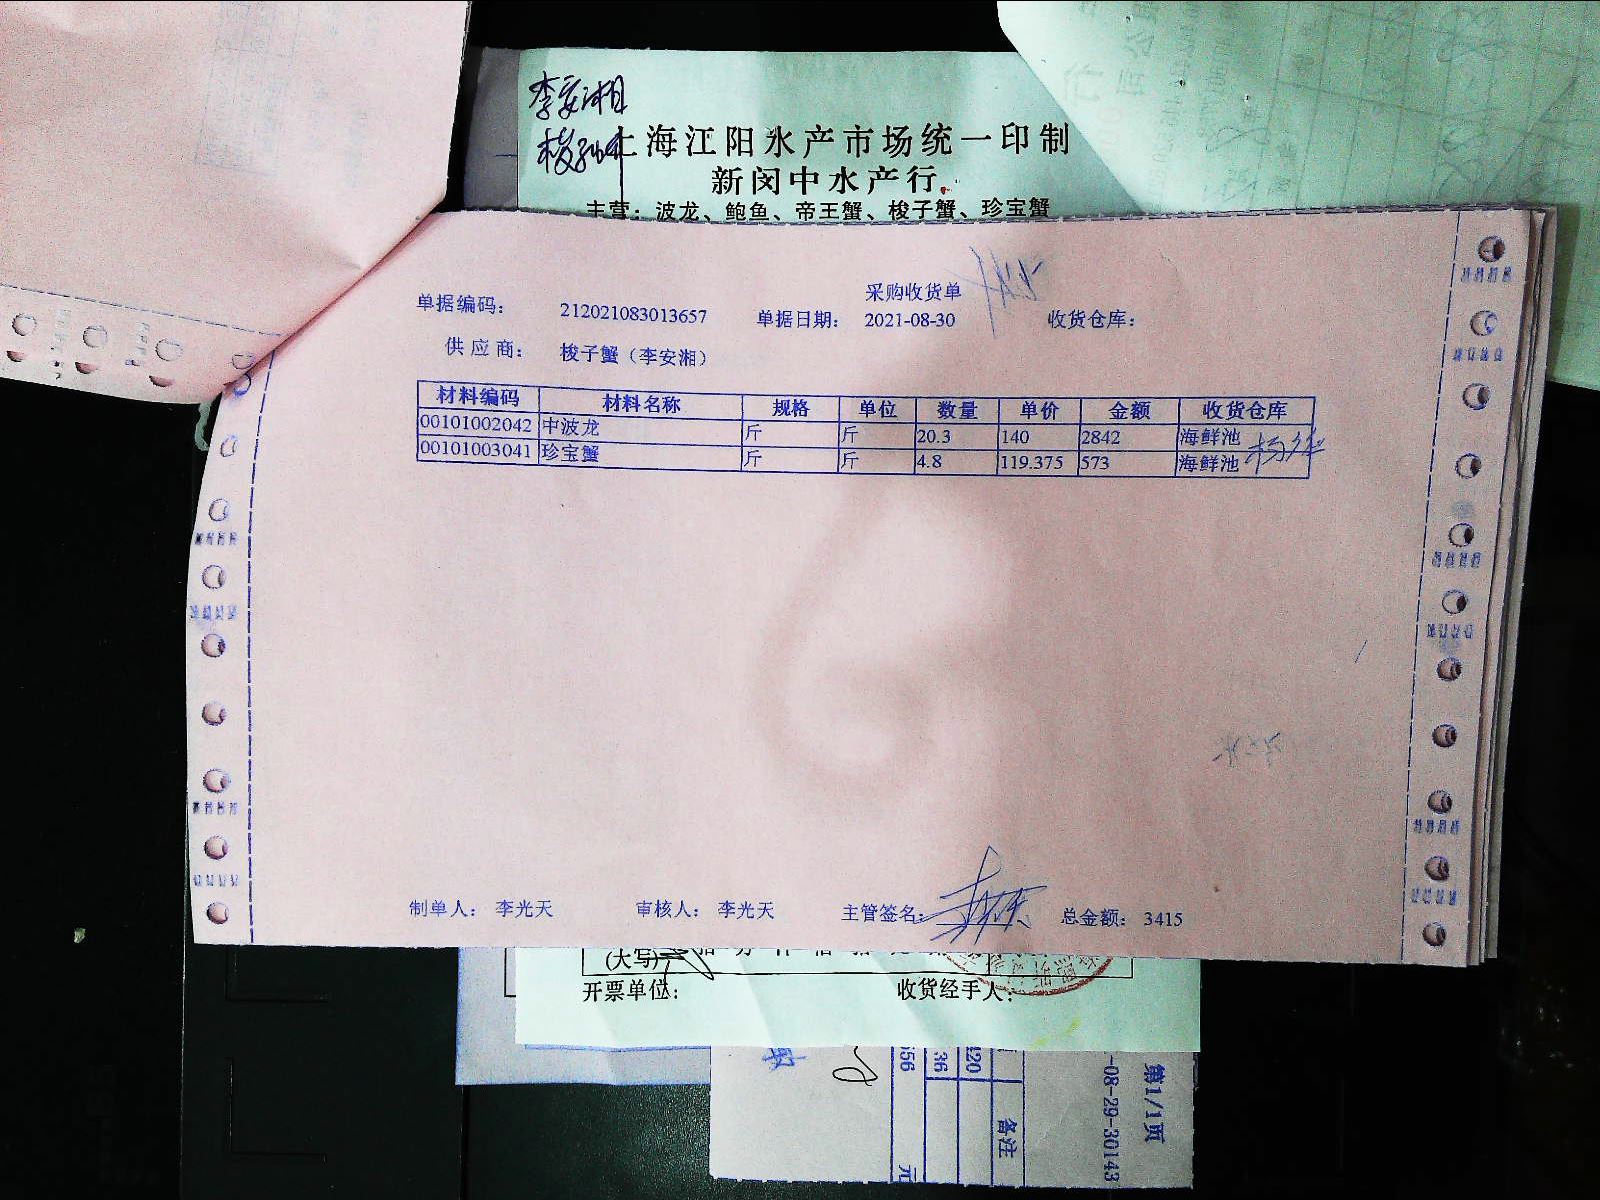 李安湘
上海江阳水产市场统一印制
新闵中水产行
主营：波龙、鲍鱼、帝王蟹、梭子蟹、珍宝蟹
采购收货单
单据编码： 212021083013657 单据日期： 2021-08-30 收货仓库：
供应商： 梭子蟹（李安湘）
材料编码 材料名称 规格 单位 数量 单价 金额 收货仓库
00101002042 中波龙 斤 斤 20.3 140 2842 海鲜池
00101003041 珍宝蟹 斤 斤 4.8 119.375 573 海鲜池
制单人： 李光天 审核人： 李光天 主管签名： 总金额： 3415
(大写)
开票单位： 收货经手人：
第1/1页
-08-29-30143
备注
元